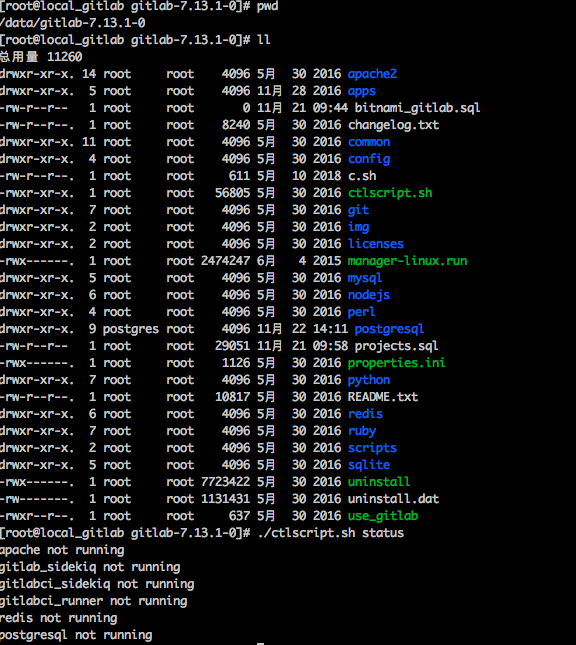 [root@local_gitlab gitlab-7.13.1-0]# pwd
/data/gitlab-7.13.1-0
[root@local_gitlab gitlab-7.13.1-0]# ll
总用量 11260
drwxr-xr-x. 14 root     root    4096 5月  30 2016 apache2
drwxr-xr-x.  5 root     root    4096 11月 28 2016 apps
-rw-r--r--   1 root     root       0 11月 21 09:44 bitnami_gitlab.sql
-rw-r--r--.  1 root     root    8240 5月  30 2016 changelog.txt
drwxr-xr-x. 11 root     root    4096 5月  30 2016 common
drwxr-xr-x.  4 root     root    4096 5月  30 2016 config
-rw-r--r--   1 root     root     611 5月  10 2018 c.sh
-rwxr--r--.  1 root     root   56805 5月  30 2016 ctlscript.sh
drwxr-xr-x.  7 root     root    4096 5月  30 2016 git
drwxr-xr-x.  2 root     root    4096 5月  30 2016 img
drwxr-xr-x.  2 root     root    4096 5月  30 2016 licenses
-rwx------.  1 root     root 2474247 6月   4 2015 manager-linux.run
drwxr-xr-x.  5 root     root    4096 5月  30 2016 mysql
drwxr-xr-x.  6 root     root    4096 5月  30 2016 nodejs
drwxr-xr-x.  4 root     root    4096 5月  30 2016 perl
drwxr-xr-x.  9 postgres root    4096 11月 22 14:11 postgresql
-rw-r--r--   1 root     root   29051 11月 21 09:58 projects.sql
-rwx------.  1 root     root    1126 5月  30 2016 properties.ini
drwxr-xr-x.  7 root     root    4096 5月  30 2016 python
-rwxr--r--.  1 root     root   10817 5月  30 2016 README.txt
drwxr-xr-x.  6 root     root    4096 5月  30 2016 redis
drwxr-xr-x.  7 root     root    4096 5月  30 2016 ruby
drwxr-xr-x.  2 root     root    4096 5月  30 2016 scripts
drwxr-xr-x.  5 root     root    4096 5月  30 2016 sqlite
-rwx------.  1 root     root 7723422 5月  30 2016 uninstall
-rw-------.  1 root     root 1131431 5月  30 2016 uninstall.dat
-rwxr--r--.  1 root     root     637 5月  30 2016 use_gitlab
[root@local_gitlab gitlab-7.13.1-0]# ./ctlscript.sh status
apache not running
gitlab_sidekiq not running
gitlabci_sidekiq not running
gitlabci_runner not running
redis not running
postgresql not running